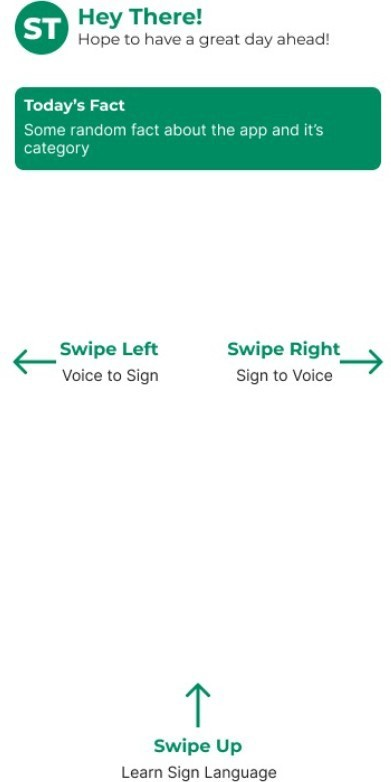 ST
Hey There!
Hope to have a great day ahead!
Today's Fact
Some random fact about the app and it's
category
Swipe Left
Voice to Sign
Swipe Right
Sign to Voice
Swipe Up
Learn Sign Language